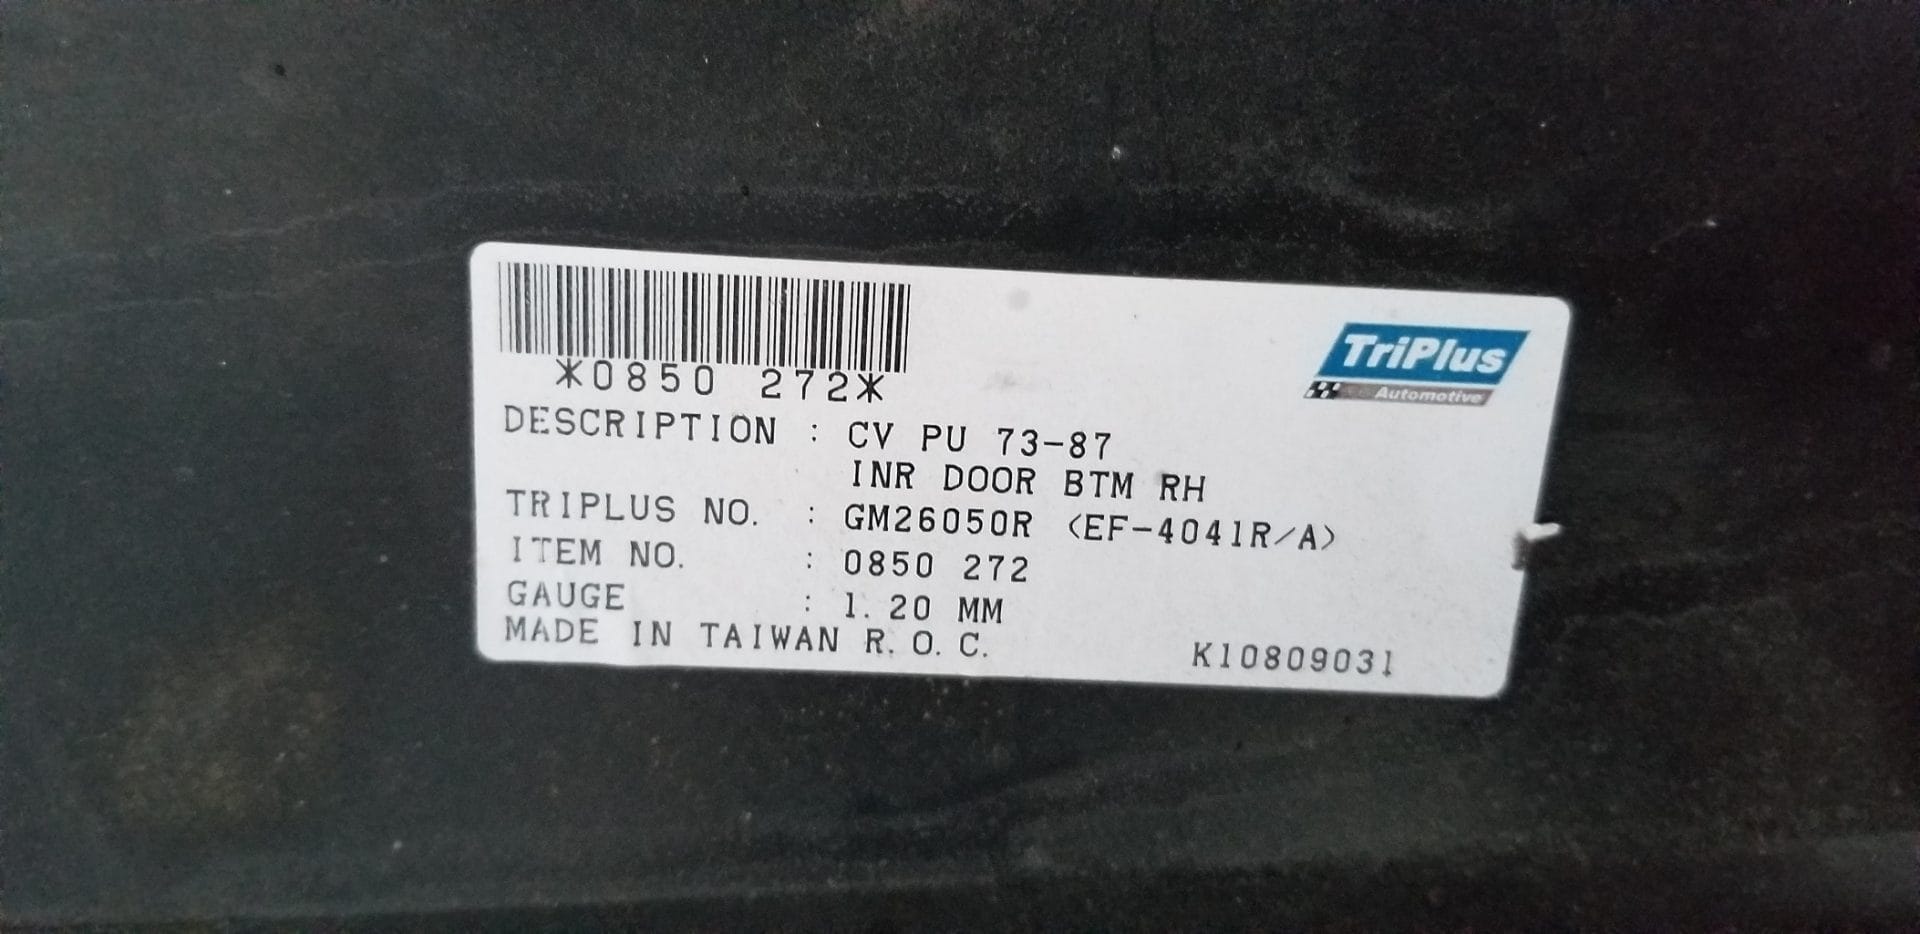 *0850 272*
TriPlus
Automotive
DESCRIPTION : CV PU 73-87
INR DOOR BTM RH
TRIPLUS NO. : GM26050R (EF-4041R/A)
ITEM NO. : 0850 272
GAUGE : 1.20 MM
MADE IN TAIWAN R.O.C.
K10809031